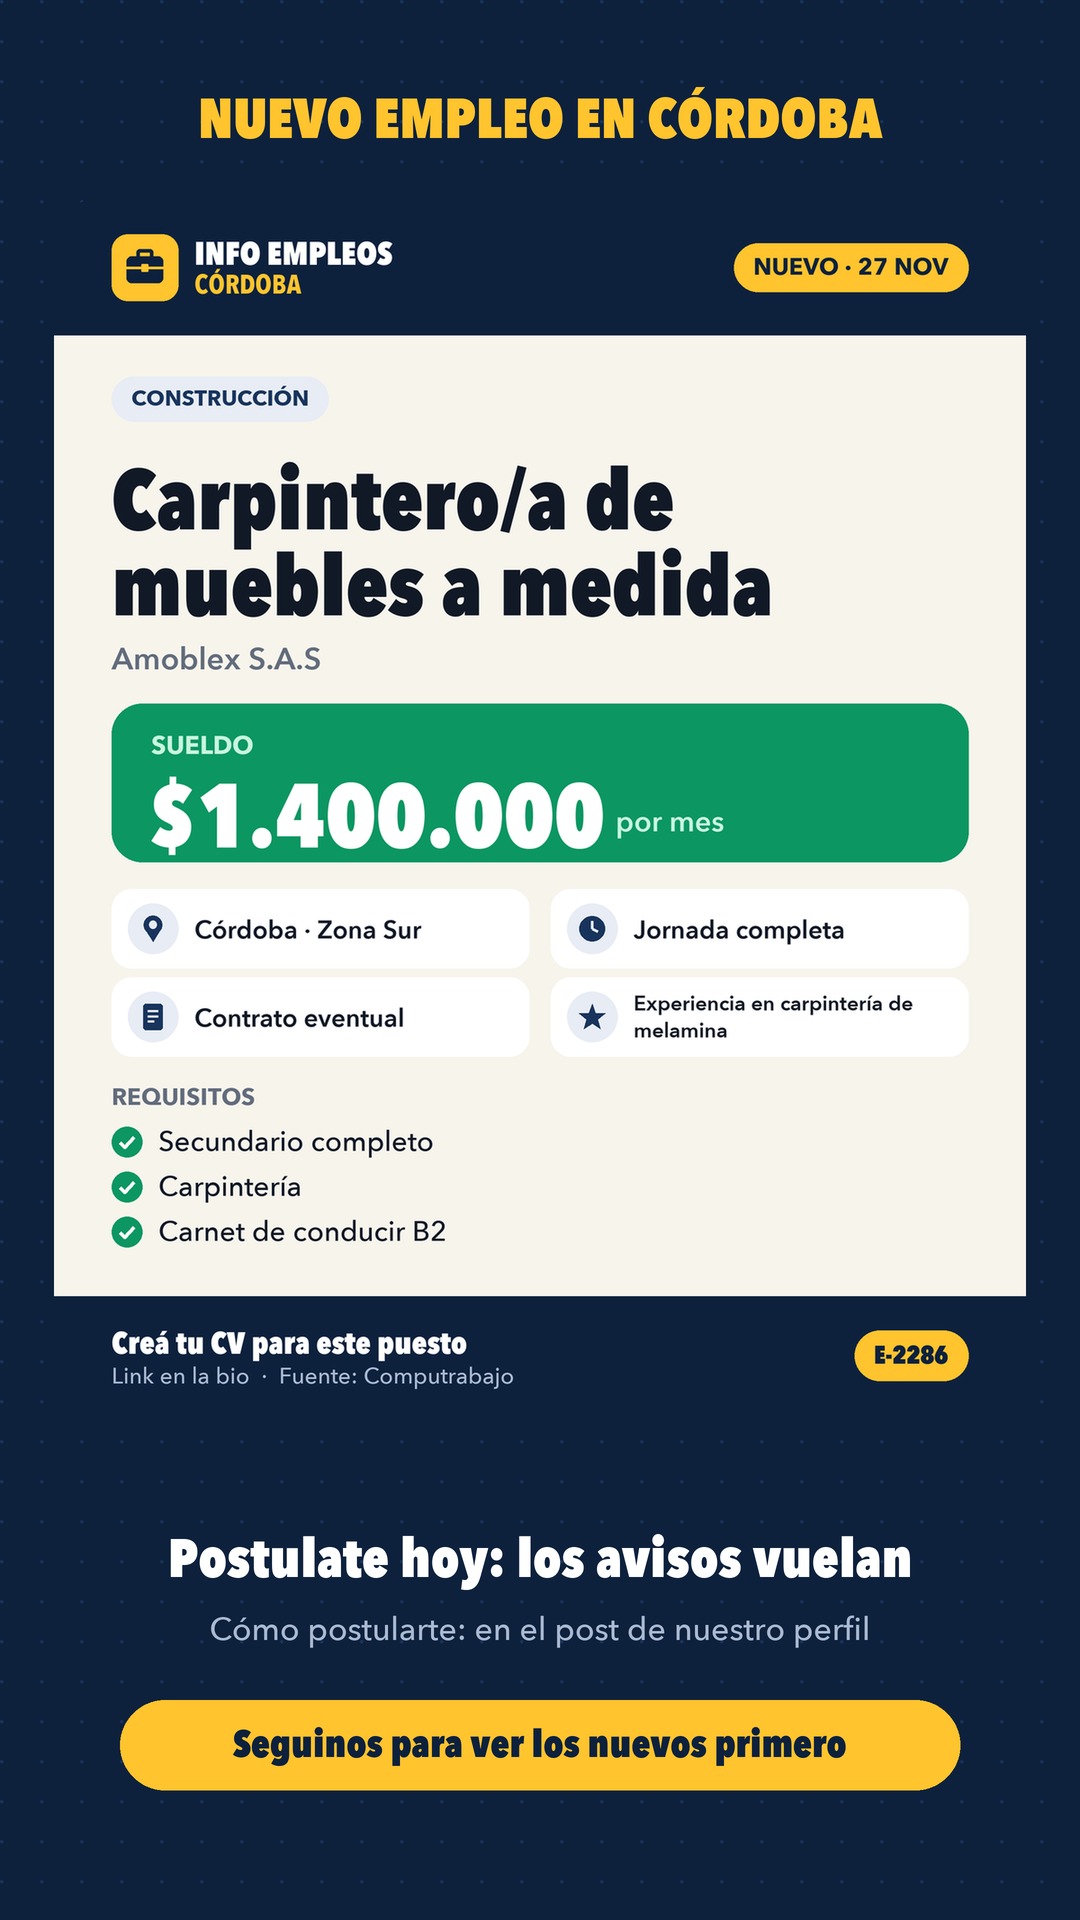 NUEVO EMPLEO EN CÓRDOBA
INFO EMPLEOS
CÓRDOBA
NUEVO · 27 NOV
CONSTRUCCIÓN
Carpintero/a de
muebles a medida
Amoblex S.A.S
SUELDO
$1.400.000 por mes
Córdoba · Zona Sur
Jornada completa
Contrato eventual
Experiencia en carpintería de
melamina
REQUISITOS
Secundario completo
Carpintería
Carnet de conducir B2
Creá tu CV para este puesto
Link en la bio · Fuente: Computrabajo
E-2286
Postulate hoy: los avisos vuelan
Cómo postularte: en el post de nuestro perfil
Seguinos para ver los nuevos primero